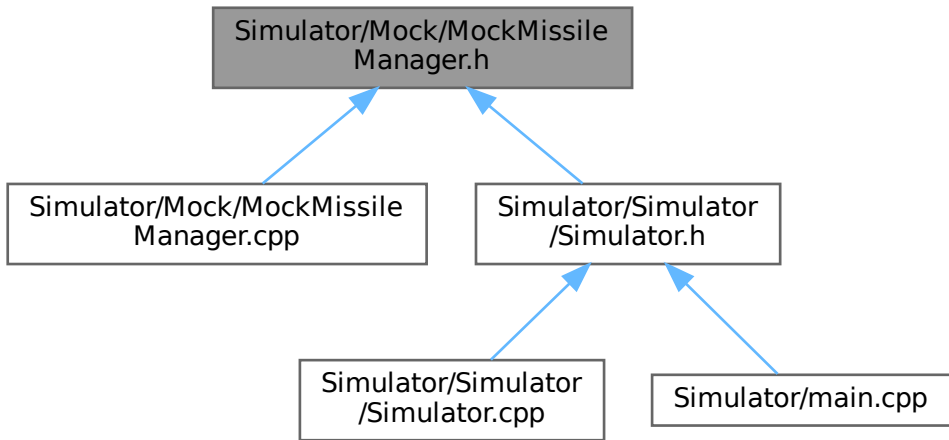 Simulator/Mock/MockMissile
Manager.h
Simulator/Mock/MockMissile
Manager.cpp
Simulator/Simulator
/Simulator.h
Simulator/Simulator
/Simulator.cpp
Simulator/main.cpp